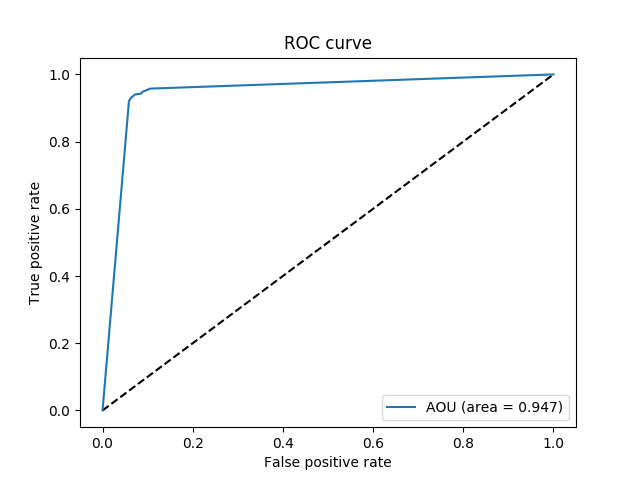 ROC curve
1.0
0.8
0.6
0.4
0.2
0.0
True positive rate
AOU (area = 0.947)
0.0 0.2 0.4 0.6 0.8 1.0
False positive rate